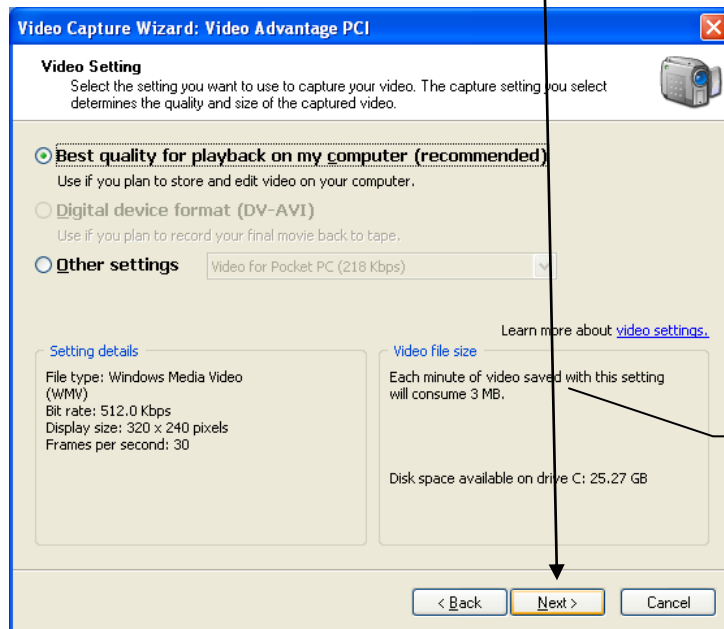 Video Capture Wizard: Video Advantage PCI
Video Setting
Select the setting you want to use to capture your video. The capture setting you select
determines the quality and size of the captured video.
Best quality for playback on my computer (recommended)
Use if you plan to store and edit video on your computer.
Digital device format (DV-AVI)
Use if you plan to record your final movie back to tape.
Other settings
Video for Pocket PC (218 Kbps)
Learn more about video settings.
Setting details
File type: Windows Media Video
(WMV)
Bit rate: 512.0 Kbps
Display size: 320 x 240 pixels
Frames per second: 30
Video file size
Each minute of video saved with this setting
will consume 3 MB.
Disk space available on drive C: 25.27 GB
< Back
Next >
Cancel